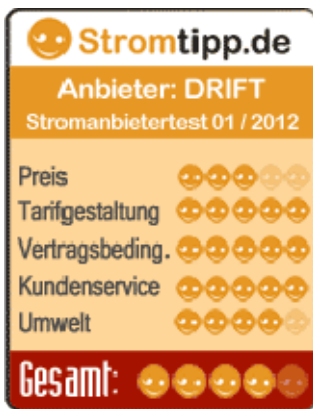 Stromtipp.de
Anbieter: DRIFT
Stromanbietertest 01 / 2012
Preis
Tarifgestaltung
Vertragsbeding.
Kundenservice
Umwelt
Gesamt: